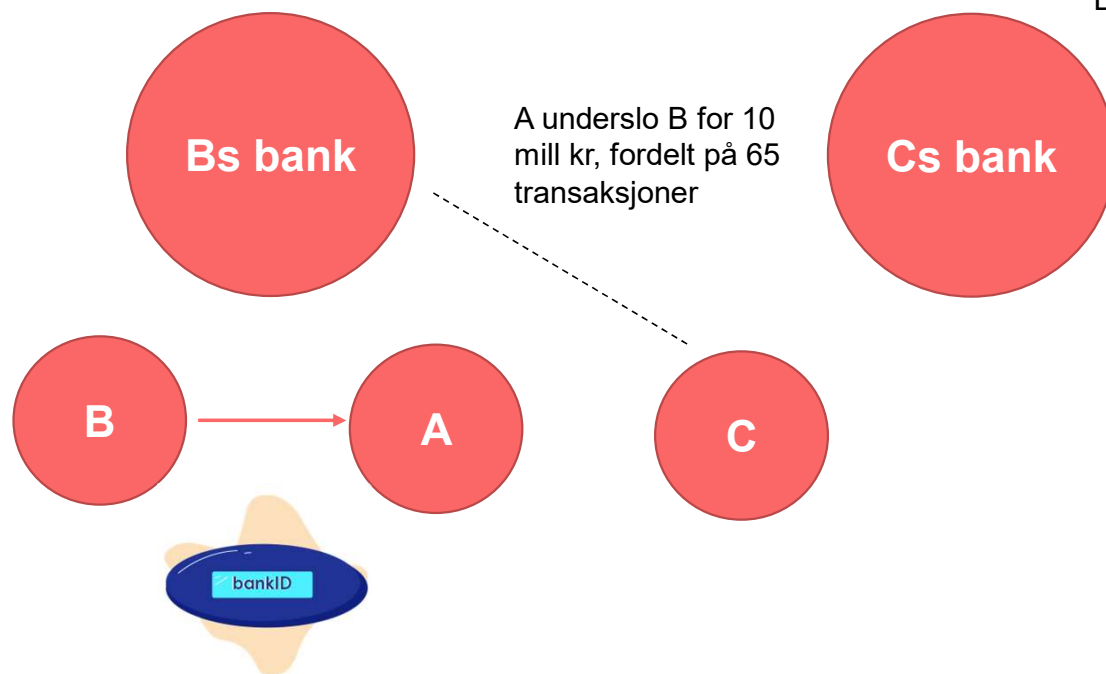 Bs bank
A underslo B for 10
mill kr, fordelt på 65
transaksjoner
Cs bank
B
A
C
bankID